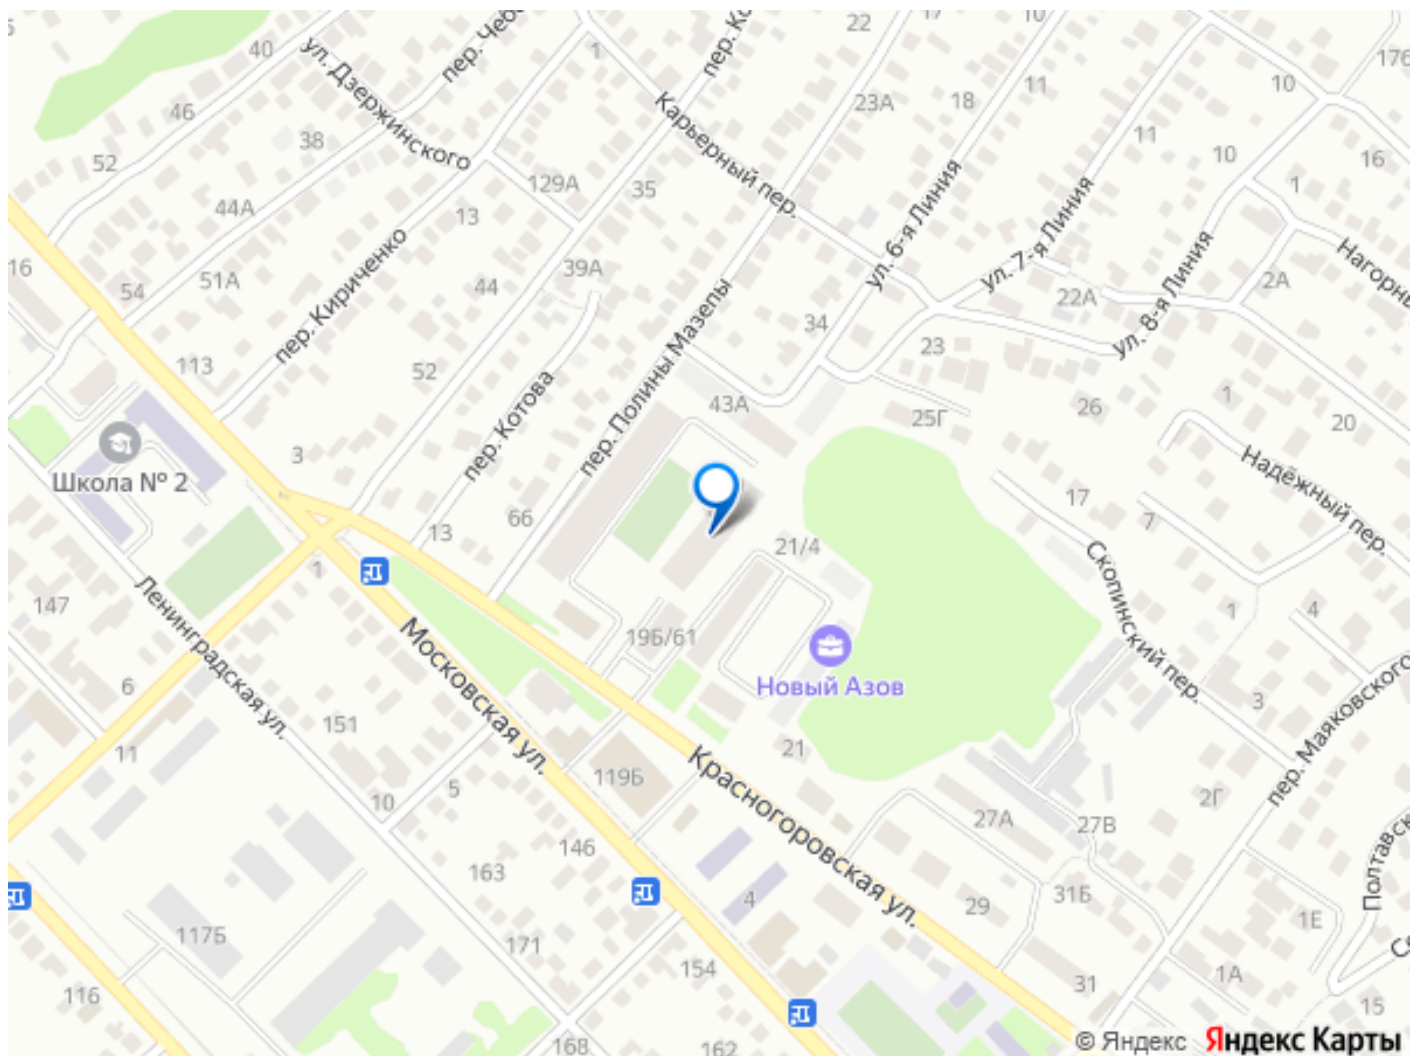 22
17
10
176
40
ул. Дзержинского
пер. Чеб
1
пер. Ко
Карьерный пер.
23А
18
11
10
11
10
16
46
38
52
129А
35
1
44А
13
пер. Кириченко
39А
44
ул. 6-я Линия
ул. 7-я Линия
ул. 8-я Линия
Нагорны
2А
22А
16
51А
54
113
52
пер. Котова
пер. Полины Мазепы
34
23
43А
25Г
26
1
20
Школа № 2
3
13
66
21/4
17
7
Надёжный пер.
Скопинский пер.
1
4
147
Ленинградская ул.
1
Московская ул.
19Б/61
Новый Азов
6
151
11
10
5
119Б
21
Красногоровская ул.
3
пер. Маяковского
2Г
27А
27В
146
163
4
29
31Б
Полтавск
1Е
117Б
171
154
116
31
1А
15
Св
168
162
© Яндекс Яндекс Карты